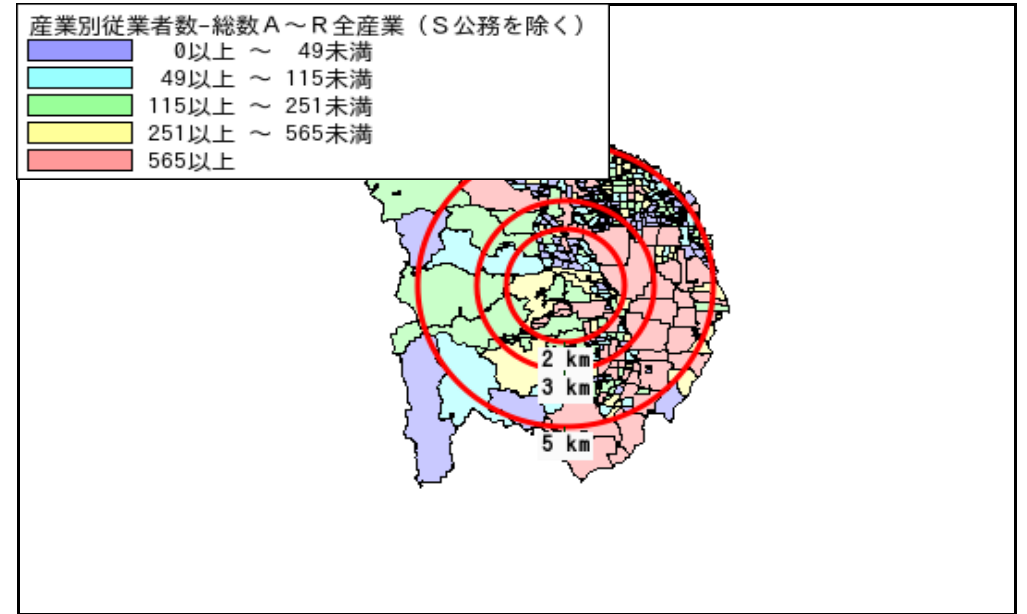 産業別従業者数−総数Ａ～Ｒ全産業（Ｓ公務を除く）
0以上 ～ 49未満
49以上 ～ 115未満
115以上 ～ 251未満
251以上 ～ 565未満
565以上
2 km
3 km
5 km